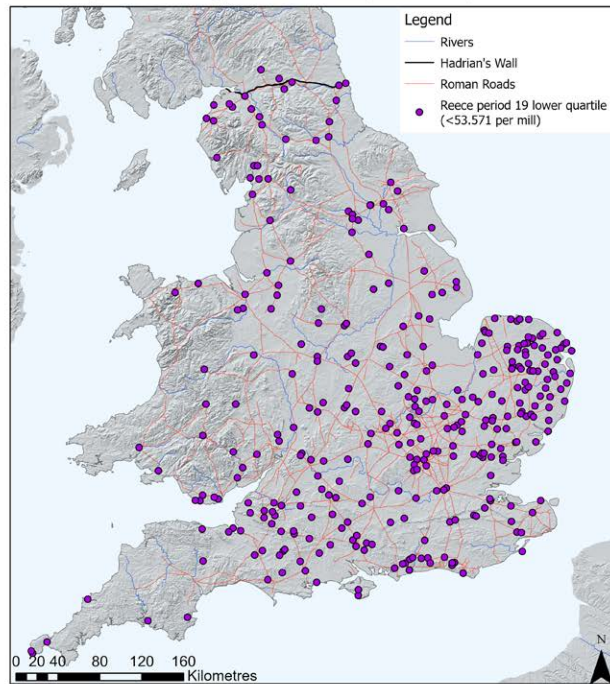 Legend
Rivers
Hadrian's Wall
Roman Roads
Reece period 19 lower quartile
(<53.571 per mill)
N
0 20 40 80 120 160
Kilometres